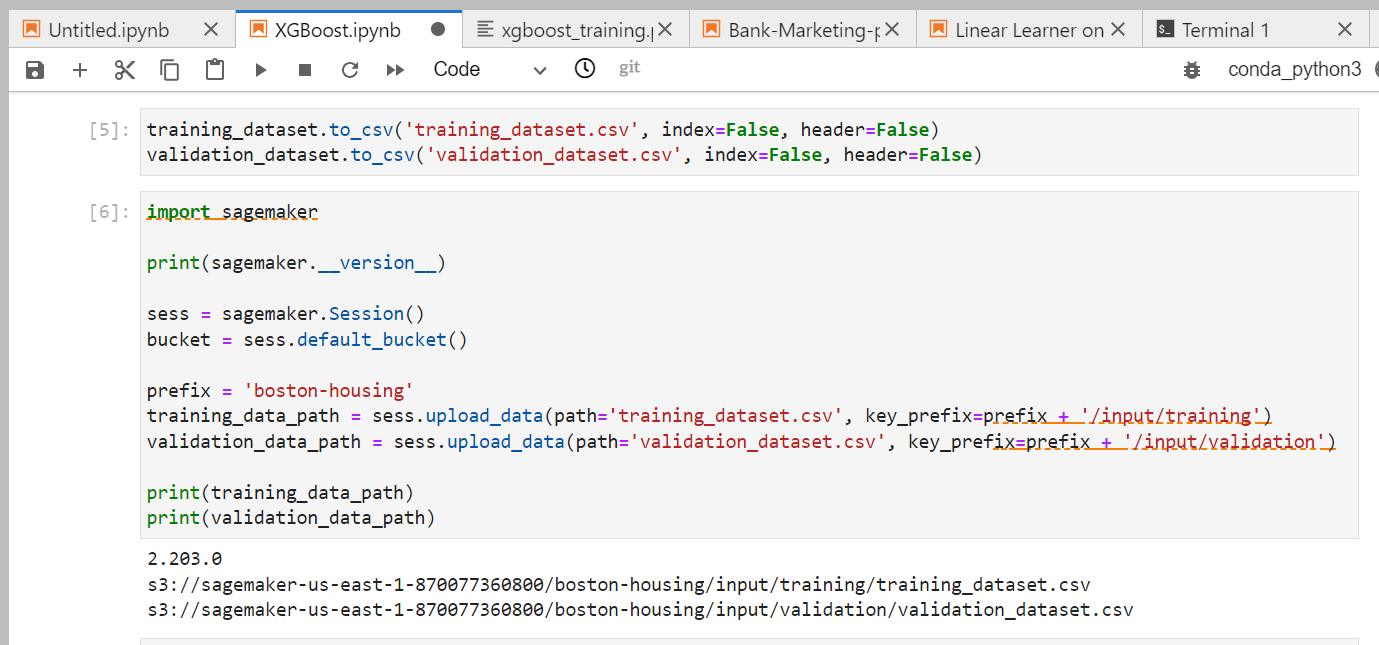 Untitled.ipynb XGBoost.ipynb xgboost_training.p Bank-Marketing-p Linear Learner on Terminal 1
Code git conda_python3
[5]: training_dataset.to_csv('training_dataset.csv', index=False, header=False)
validation_dataset.to_csv('validation_dataset.csv', index=False, header=False)
[6]: import sagemaker
print(sagemaker.__version__)
sess = sagemaker.Session()
bucket = sess.default_bucket()
prefix = 'boston-housing'
training_data_path = sess.upload_data(path='training_dataset.csv', key_prefix=prefix + '/input/training')
validation_data_path = sess.upload_data(path='validation_dataset.csv', key_prefix=prefix + '/input/validation')
print(training_data_path)
print(validation_data_path)
2.203.0
s3://sagemaker-us-east-1-870077360800/boston-housing/input/training/training_dataset.csv
s3://sagemaker-us-east-1-870077360800/boston-housing/input/validation/validation_dataset.csv